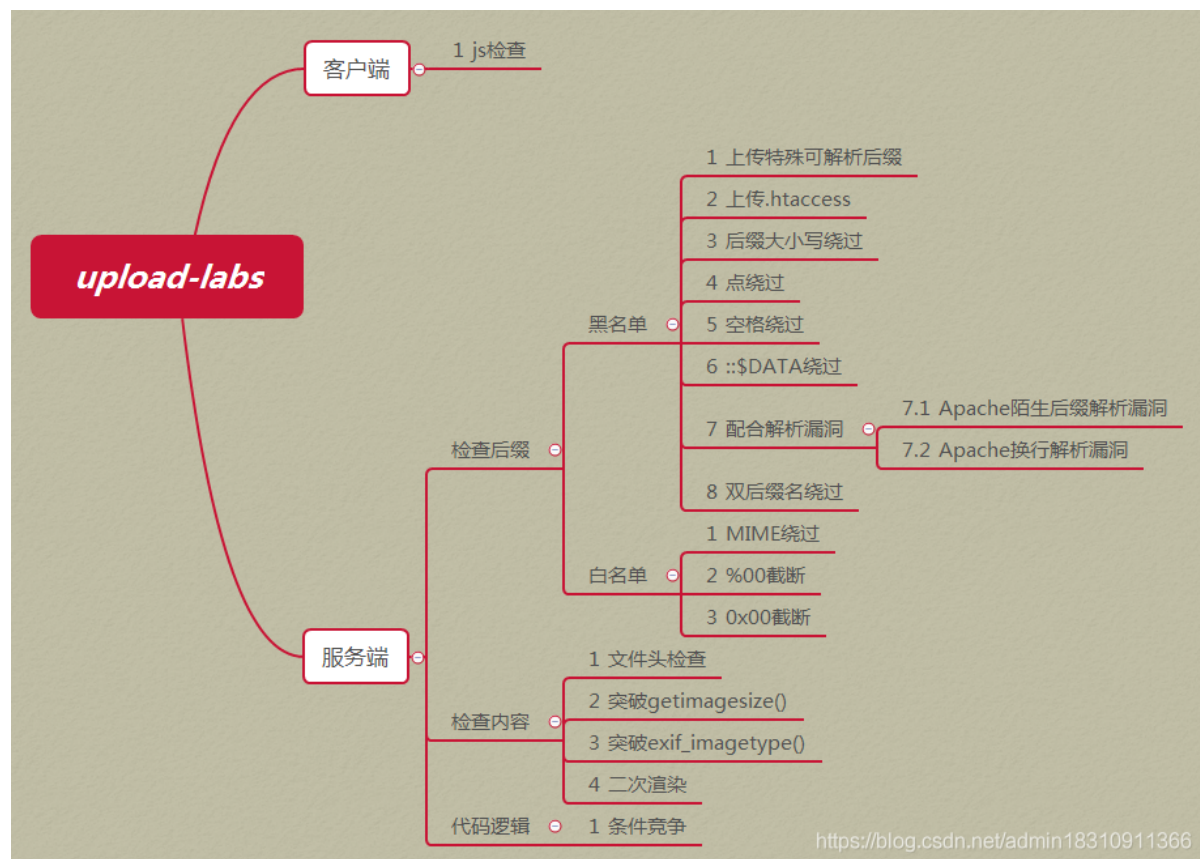 upload-labs
客户端
1 js检查
服务端
检查后缀
黑名单
1 上传特殊可解析后缀
2 上传.htaccess
3 后缀大小写绕过
4 点绕过
5 空格绕过
6 ::$DATA绕过
7 配合解析漏洞
7.1 Apache陌生后缀解析漏洞
7.2 Apache换行解析漏洞
8 双后缀名绕过
白名单
1 MIME绕过
2 %00截断
3 0x00截断
检查内容
1 文件头检查
2 突破getimagesize()
3 突破exif_imagetype()
4 二次渲染
代码逻辑
1 条件竞争
https://blog.csdn.net/admin18310911366